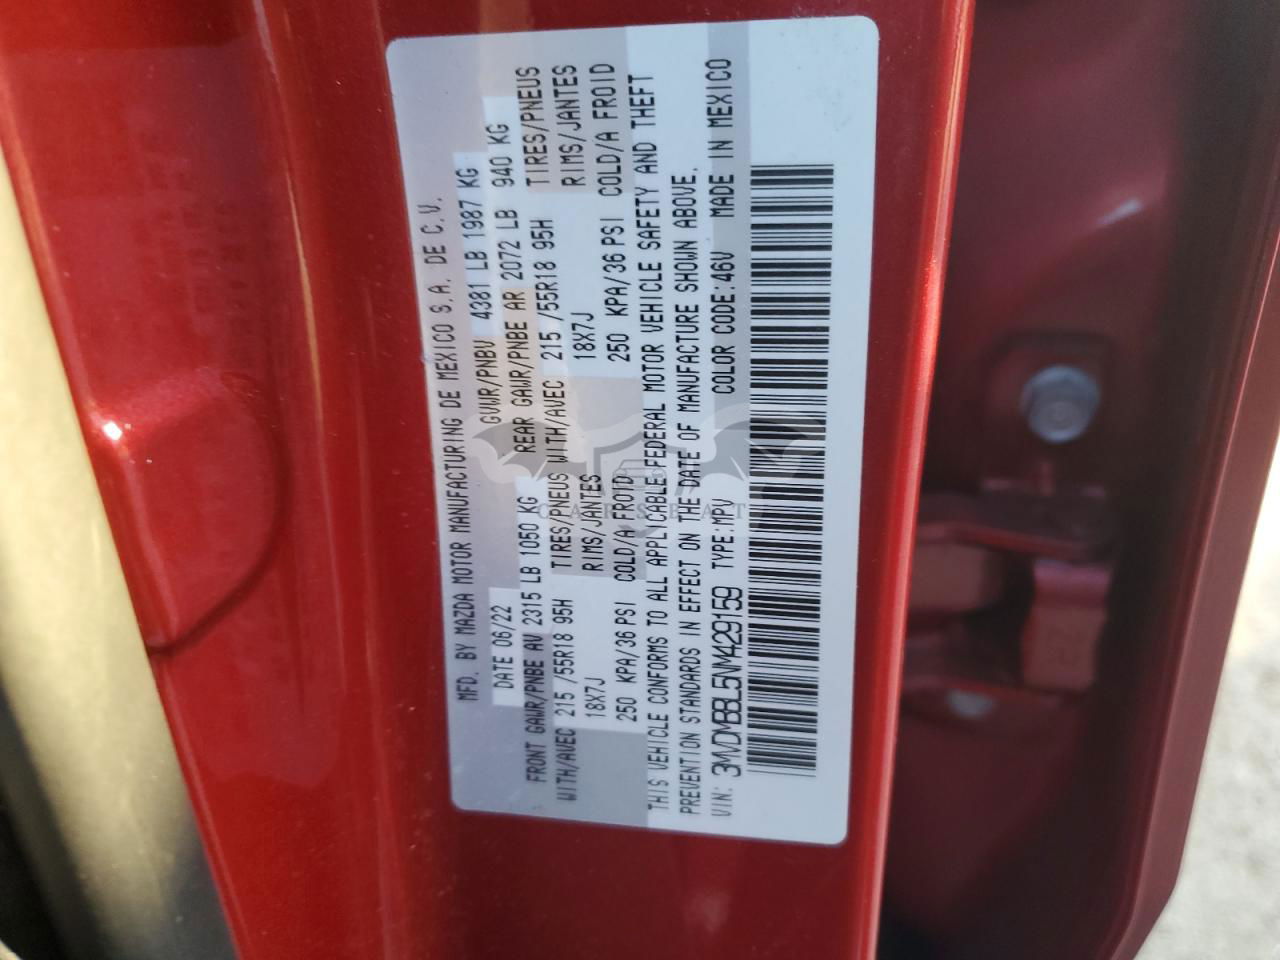 MFD. BY MAZDA MOTOR MANUFACTURING DE MEXICO S.A. DE C.V.
DATE 06/22 GVWR/PNBV 4381 LB 1987 KG
FRONT GAWR/PNBE AV 2315 LB 1050 KG REAR GAWR/PNBE AR 2072 LB 940 KG
WITH/AVEC 215 /55R18 95H TIRES/PNEUS WITH/AVEC 215 /55R18 95H TIRES/PNEUS
18X7J RIMS/JANTES 18X7J RIMS/JANTES
250 KPA/36 PSI COLD/A FROID 250 KPA/36 PSI COLD/A FROID
THIS VEHICLE CONFORMS TO ALL APPLICABLE FEDERAL MOTOR VEHICLE SAFETY AND THEFT
PREVENTION STANDARDS IN EFFECT ON THE DATE OF MANUFACTURE SHOWN ABOVE.
VIN: 3MVDMBBL5NM429159 TYPE:MPV COLOR CODE:46V MADE IN MEXICO
CARSBAT